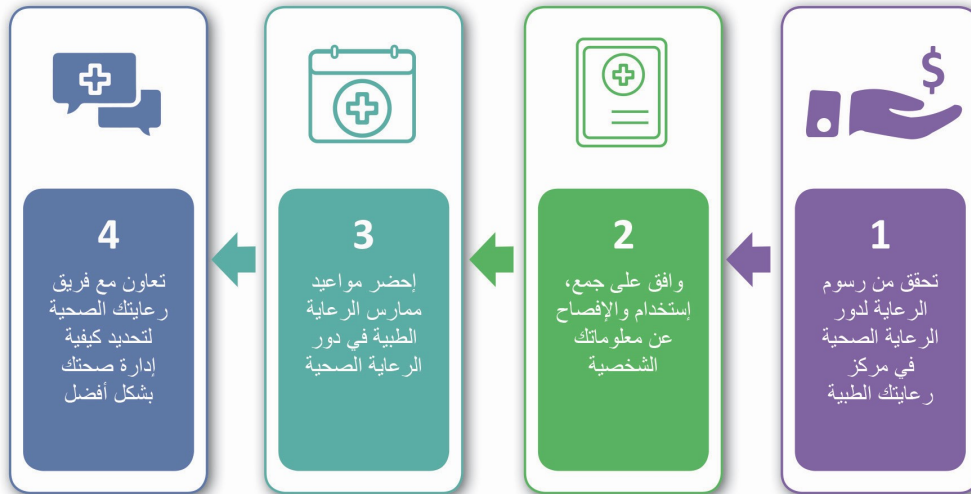 1
تحقق من رسوم
الرعاية لدور
الرعاية الصحية
في مركز
رعايتك الطبية
2
وافق على جمع،
إستخدام والإفصاح
عن معلوماتك
الشخصية
3
إحضر مواعيد
ممارس الرعاية
الطبية في دور
الرعاية الصحية
4
تعاون مع فريق
رعايتك الصحية
لتحديد كيفية
إدارة صحتك
بشكل أفضل